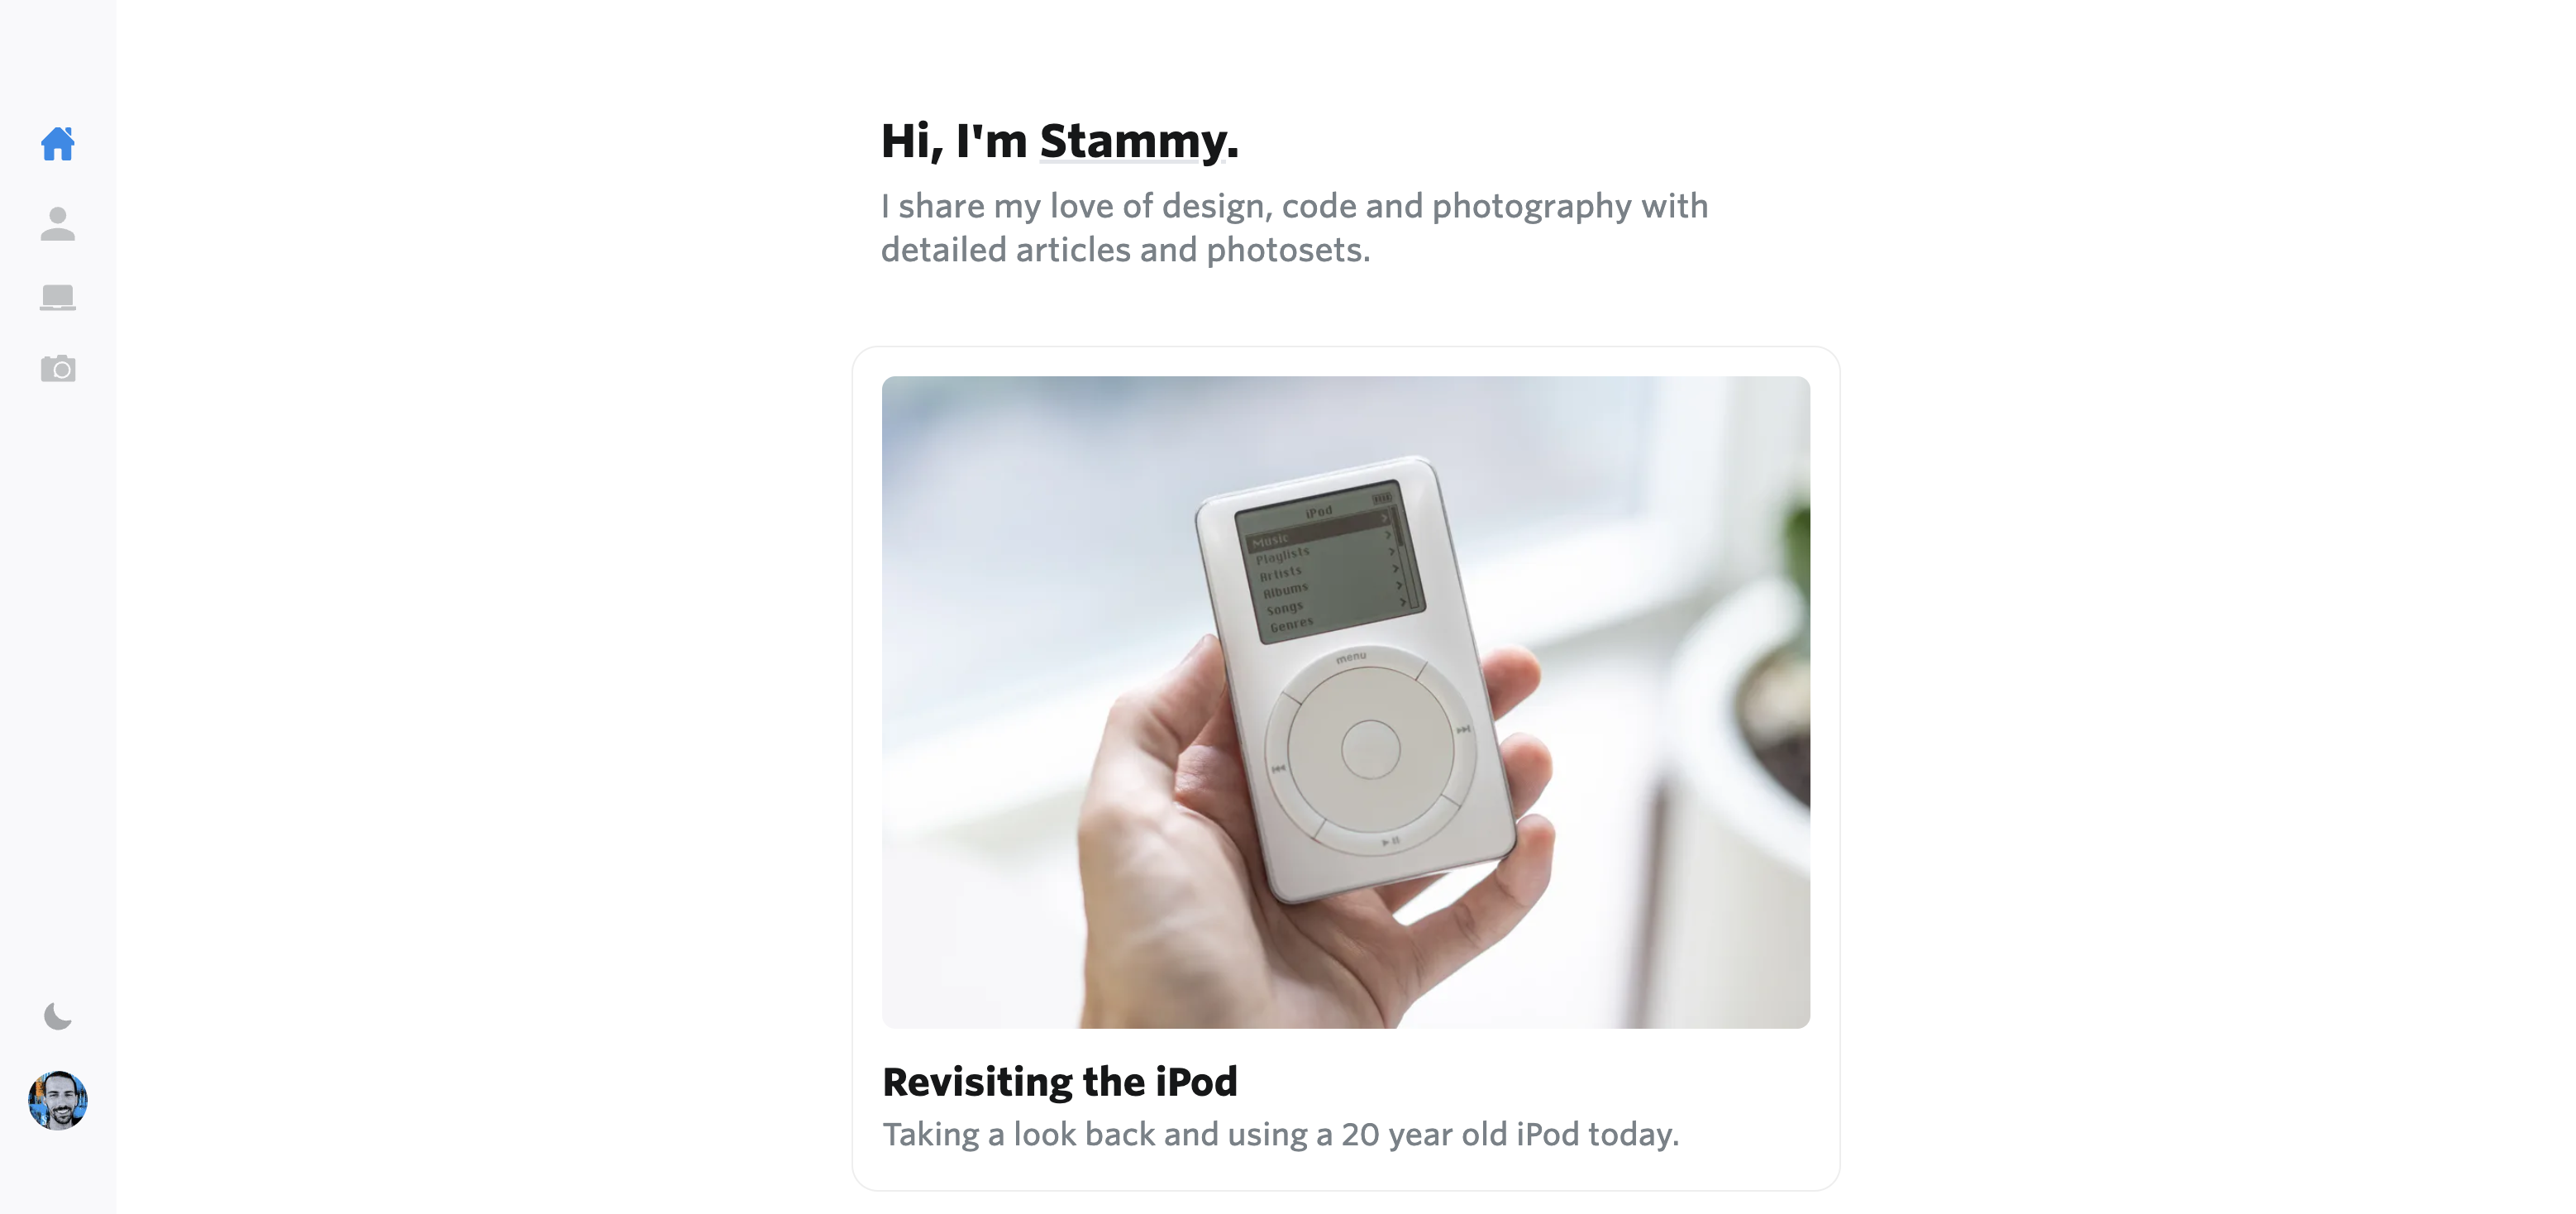 Hi, I'm Stammy.
I share my love of design, code and photography with
detailed articles and photosets.
iPod
Music
Playlists
Artists
Albums
Songs
Genres
menu
Revisiting the iPod
Taking a look back and using a 20 year old iPod today.